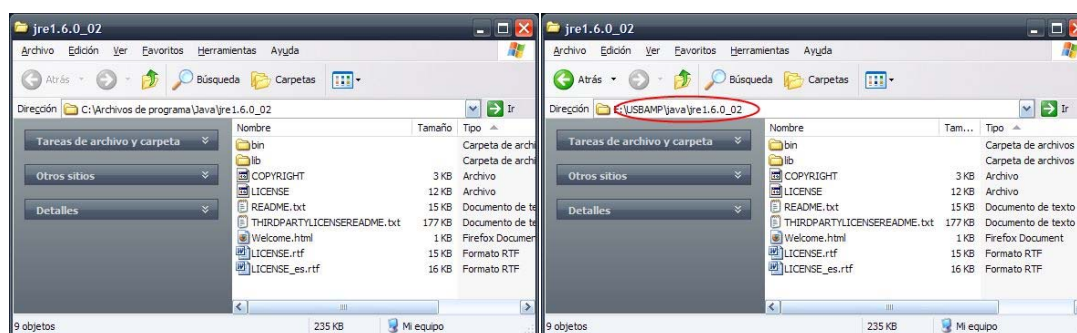 jre1.6.0_02
Archivo Edición Ver Favoritos Herramientas Ayuda
Atrás Búsqueda Carpetas
Dirección C:\Archivos de programa\Java\jre1.6.0_02 Ir
Tareas de archivo y carpeta
Otros sitios
Detalles
Nombre Tamaño Tipo
bin Carpeta de archi
lib Carpeta de archi
COPYRIGHT 3 KB Archivo
LICENSE 12 KB Archivo
README.txt 15 KB Documento de te
THIRDPARTYLICENSEREADME.txt 177 KB Documento de te
Welcome.html 1 KB Firefox Documen
LICENSE.rtf 15 KB Formato RTF
LICENSE_es.rtf 16 KB Formato RTF
9 objetos 235 KB Mi equipo
jre1.6.0_02
Archivo Edición Ver Favoritos Herramientas Ayuda
Atrás Búsqueda Carpetas
Dirección E:\USBAMP\java\jre1.6.0_02 Ir
Tareas de archivo y carpeta
Otros sitios
Detalles
Nombre Tam... Tipo
bin Carpeta de archivos
lib Carpeta de archivos
COPYRIGHT 3 KB Archivo
LICENSE 12 KB Archivo
README.txt 15 KB Documento de texto
THIRDPARTYLICENSEREADME.txt 177 KB Documento de texto
Welcome.html 1 KB Firefox Document
LICENSE.rtf 15 KB Formato RTF
LICENSE_es.rtf 16 KB Formato RTF
9 objetos 235 KB Mi equipo